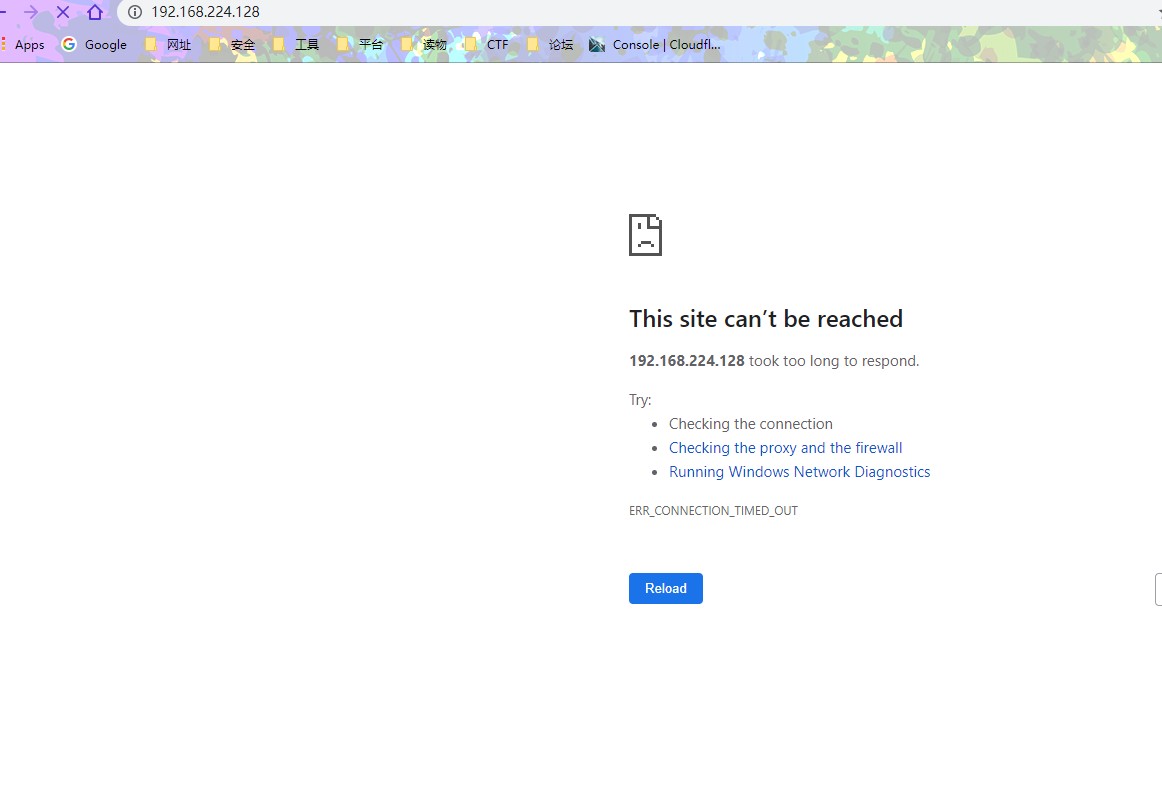 192.168.224.128
Apps Google 网址 安全 工具 平台 读物 CTF 论坛 Console | Cloudfl...
This site can’t be reached
192.168.224.128 took too long to respond.
Try:
• Checking the connection
• Checking the proxy and the firewall
• Running Windows Network Diagnostics
ERR_CONNECTION_TIMED_OUT
Reload